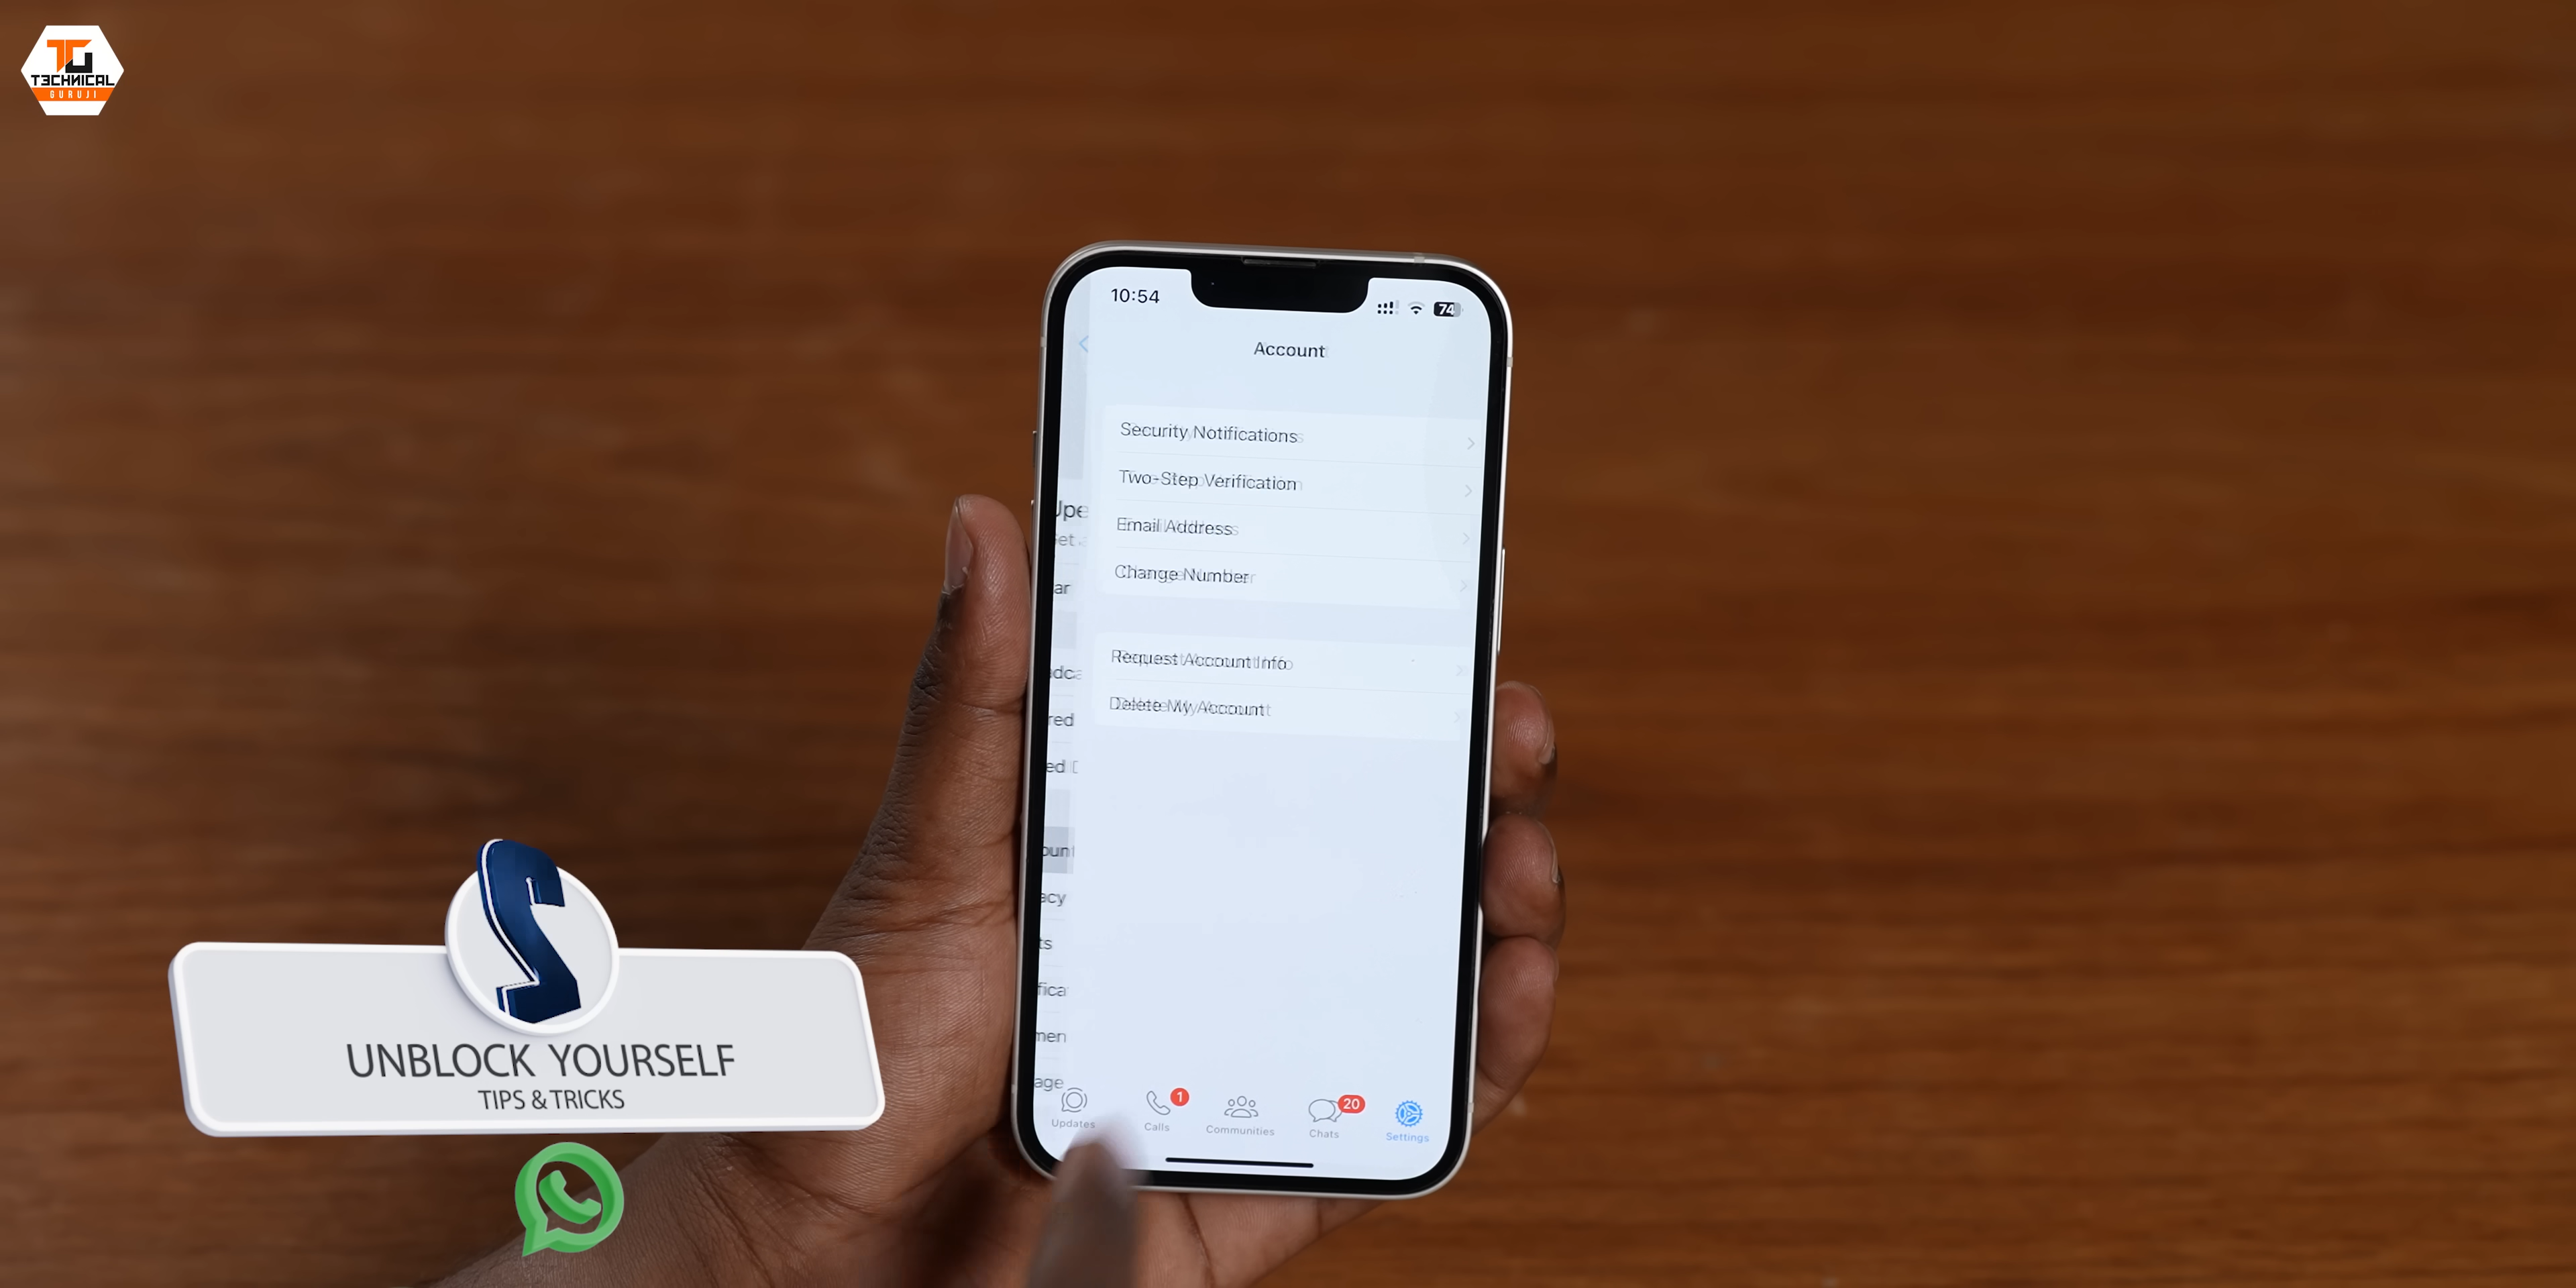 TG
TECHNICAL
GURUJI
10:54
74
Account
Security Notifications
Two-Step Verification
Email Address
Change Number
Request Account Info
Delete My Account
Updates
1
Calls
Communities
20
Chats
Settings
UNBLOCK YOURSELF
TIPS & TRICKS